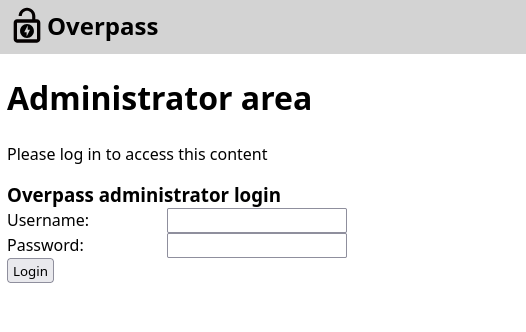 Overpass
Administrator area
Please log in to access this content
Overpass administrator login
Username:
Password:
Login